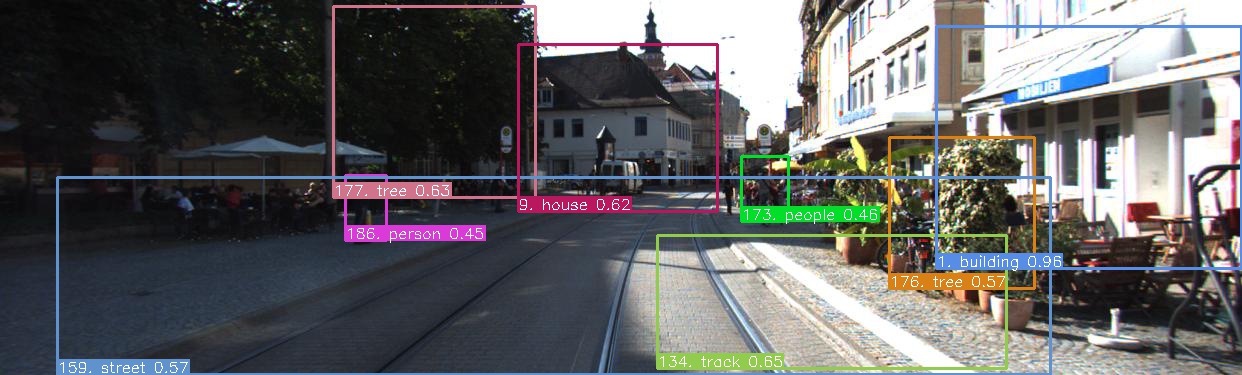 MOBILIEN
177. tree 0.63
9. house 0.62
173. people 0.46
186. person 0.45
1. building 0.96
176. tree 0.57
134. track 0.65
159. street 0.57